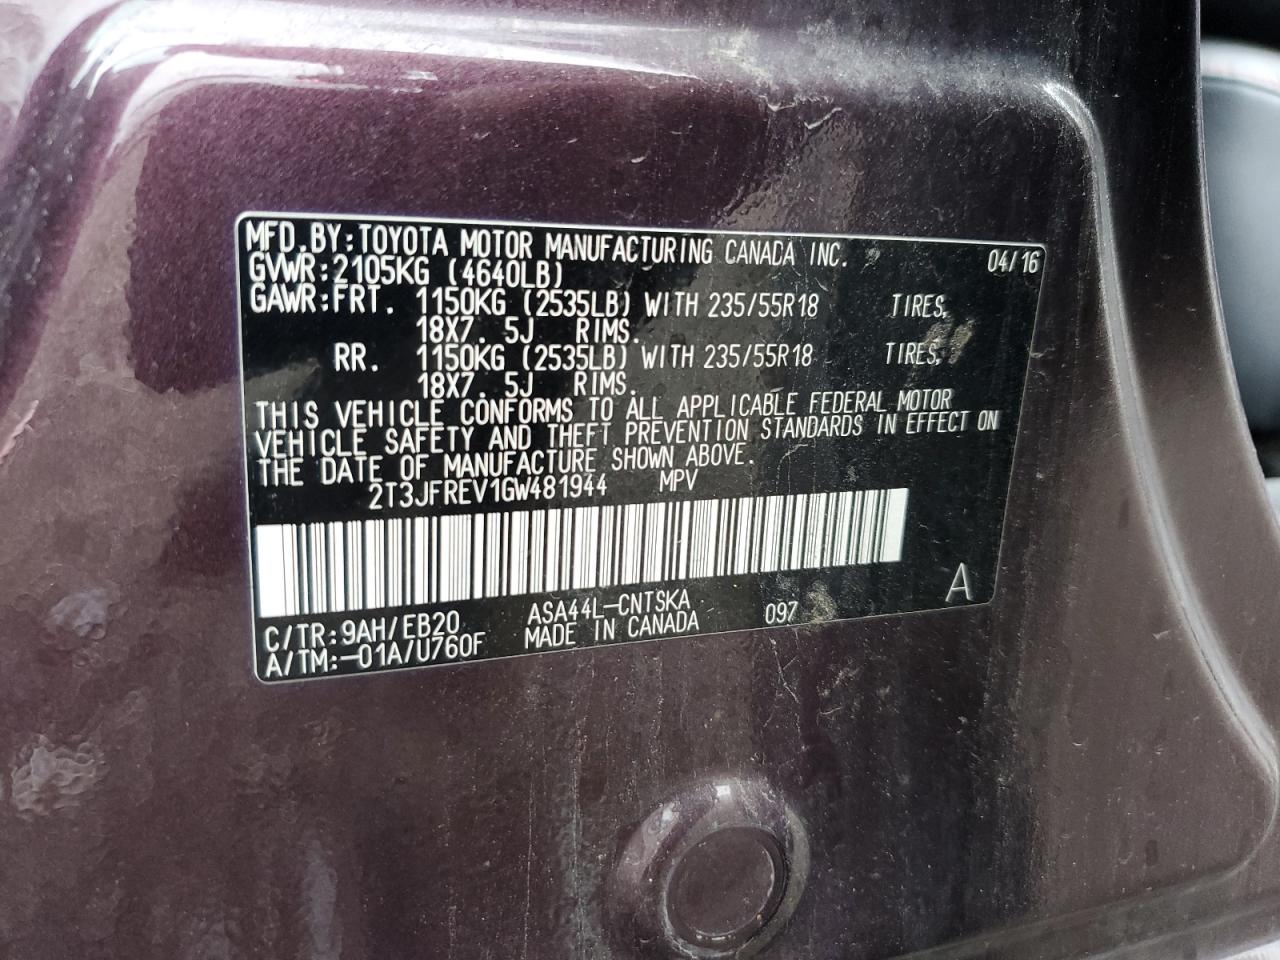 MFD.BY:TOYOTA MOTOR MANUFACTURING CANADA INC. 04/16
GVWR:2105KG (4640LB)
GAWR:FRT. 1150KG (2535LB) WITH 235/55R18 TIRES,
18X7. 5J RIMS.
RR. 1150KG (2535LB) WITH 235/55R18 TIRES,
18X7. 5J RIMS.
THIS VEHICLE CONFORMS TO ALL APPLICABLE FEDERAL MOTOR
VEHICLE SAFETY AND THEFT PREVENTION STANDARDS IN EFFECT ON
THE DATE OF MANUFACTURE SHOWN ABOVE.
2T3JFREV1GW481944 MPV
A
C/TR:9AH/EB20 ASA44L-CNTSKA 097
A/TM:-01A/U760F MADE IN CANADA